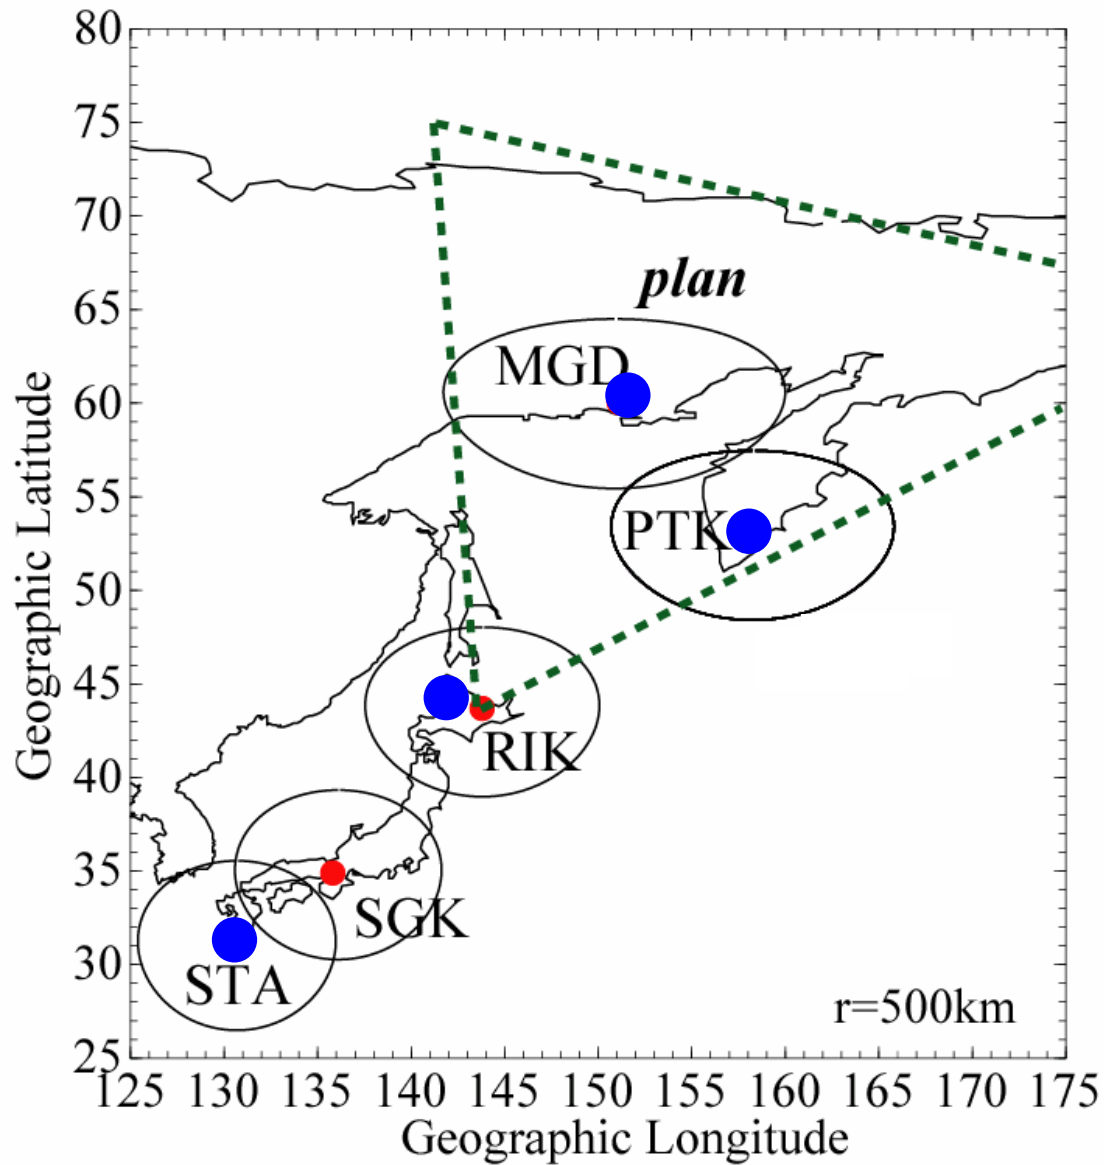 80
75
70
65
60
55
50
45
40
35
30
25
Geographic Latitude
plan
MGD
PTK
RIK
SGK
STA
r=500km
125 130 135 140 145 150 155 160 165 170 175
Geographic Longitude